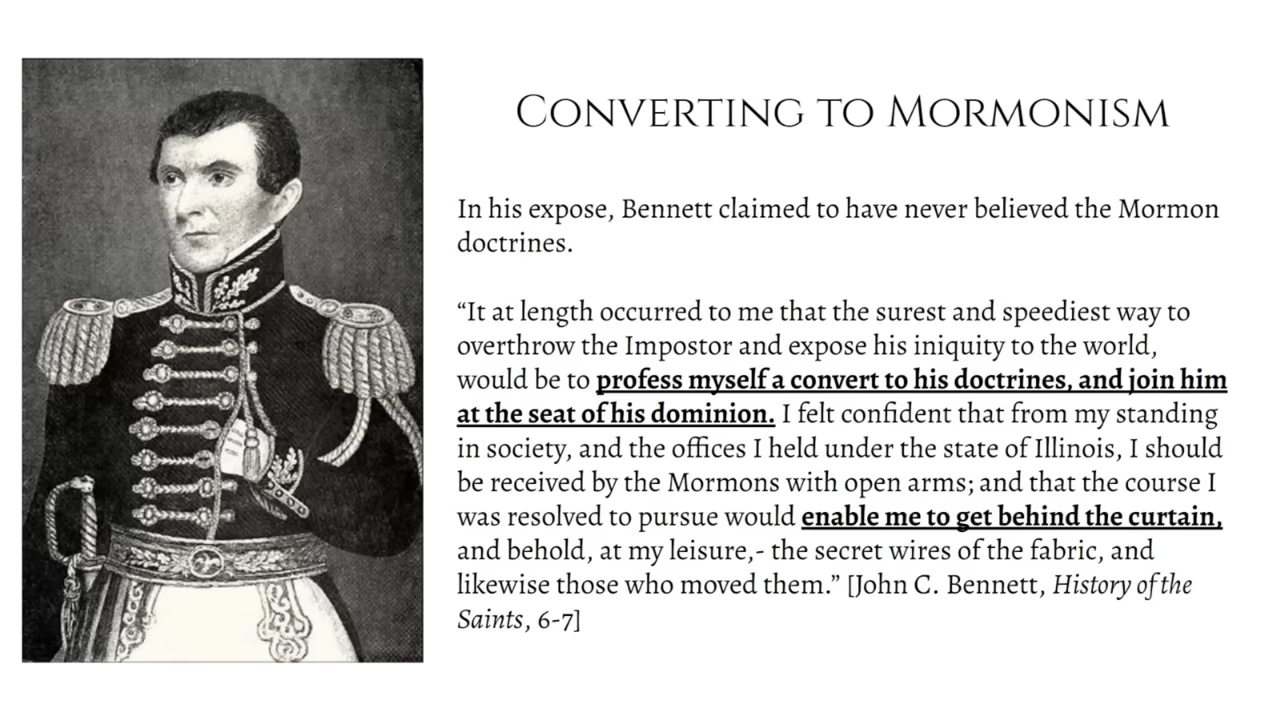 Converting to Mormonism
In his expose, Bennett claimed to have never believed the Mormon
doctrines.
“It at length occurred to me that the surest and speediest way to
overthrow the Impostor and expose his iniquity to the world,
would be to profess myself a convert to his doctrines, and join him
at the seat of his dominion. I felt confident that from my standing
in society, and the offices I held under the state of Illinois, I should
be received by the Mormons with open arms; and that the course I
was resolved to pursue would enable me to get behind the curtain,
and behold, at my leisure,- the secret wires of the fabric, and
likewise those who moved them.” [John C. Bennett, History of the
Saints, 6-7]